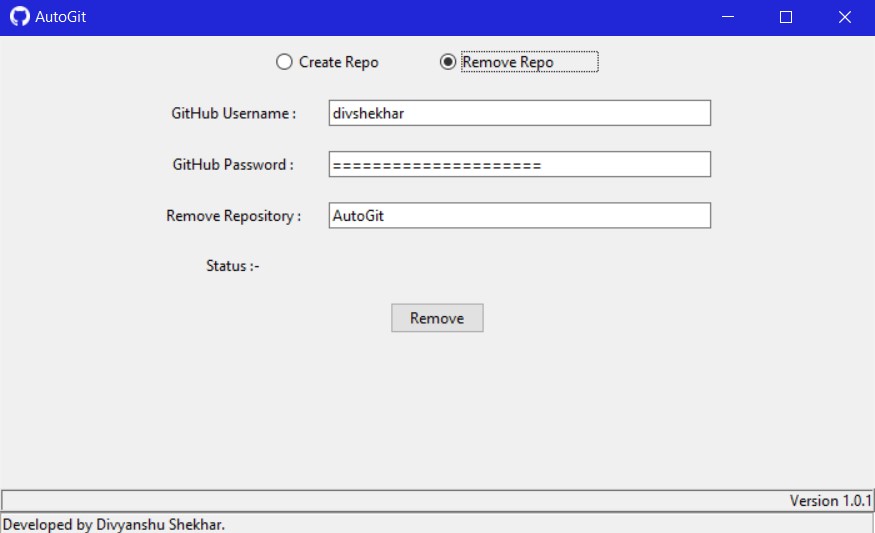 AutoGit
Create Repo Remove Repo
GitHub Username : divshekhar
GitHub Password : =====================
Remove Repository : AutoGit
Status :-
Remove
Version 1.0.1
Developed by Divyanshu Shekhar.